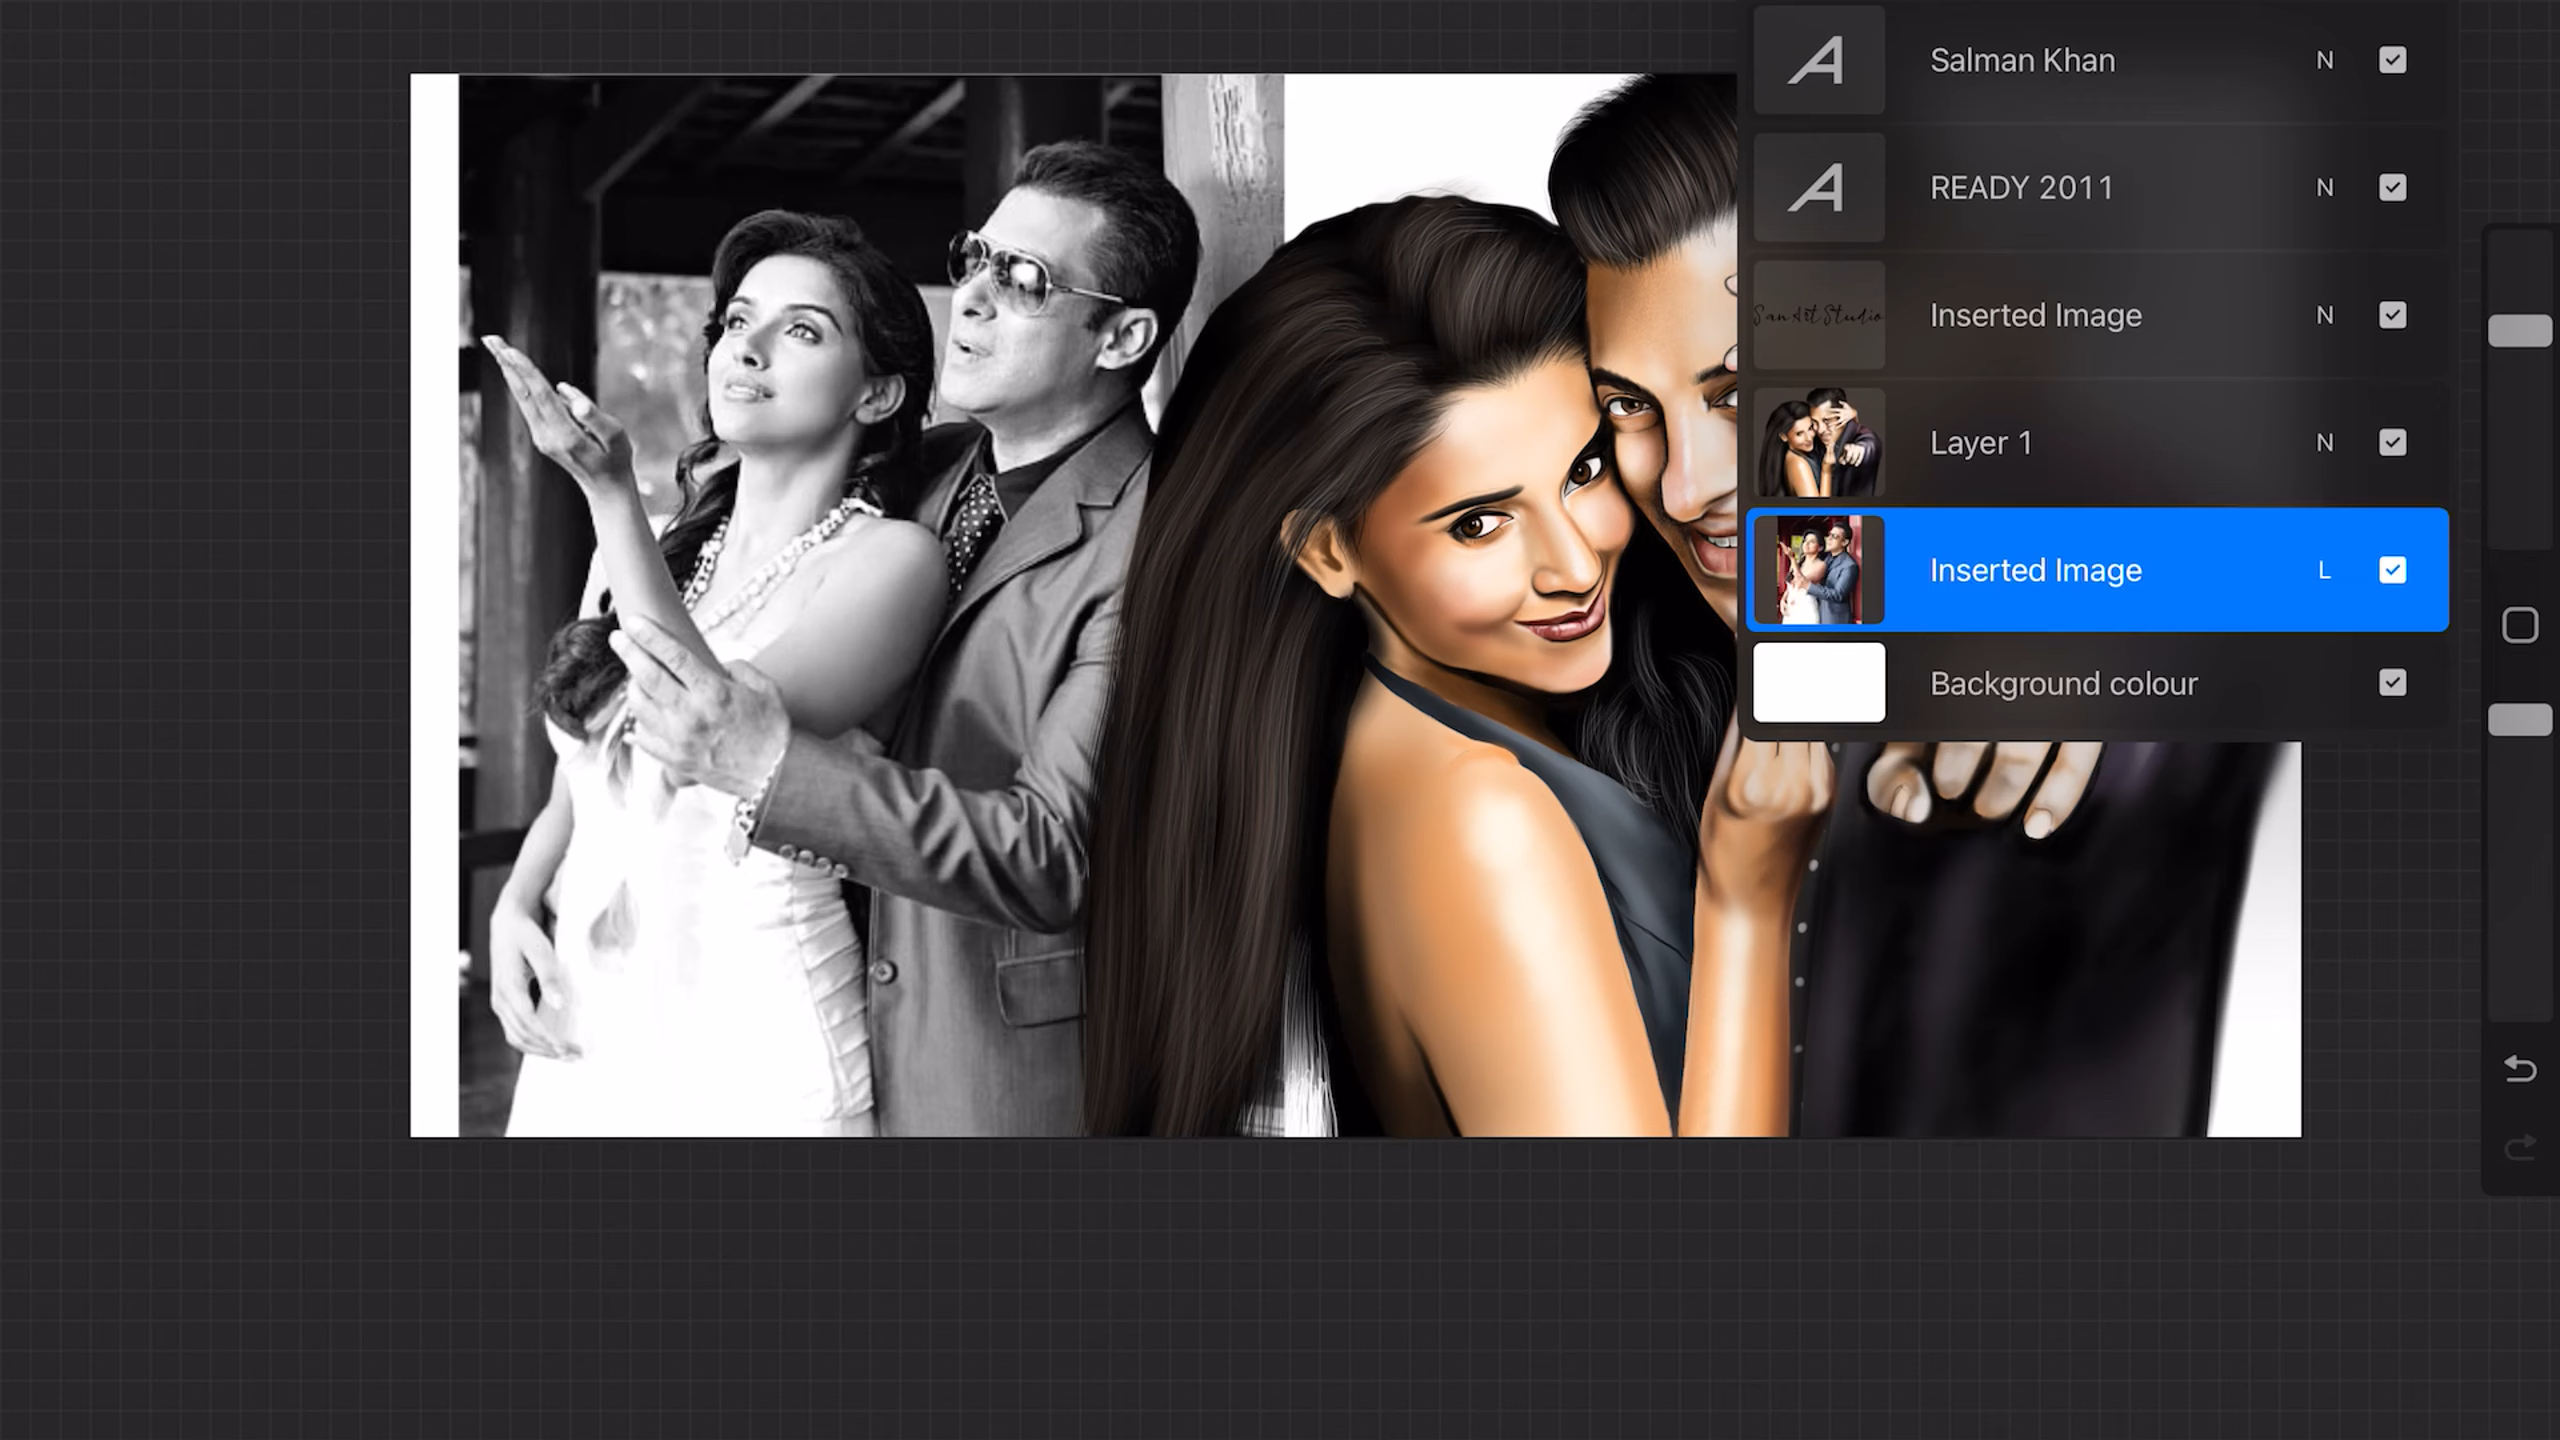 Salman Khan N
READY 2011 N
San Art Studio
Inserted Image N
Layer 1 N
Inserted Image L
Background colour